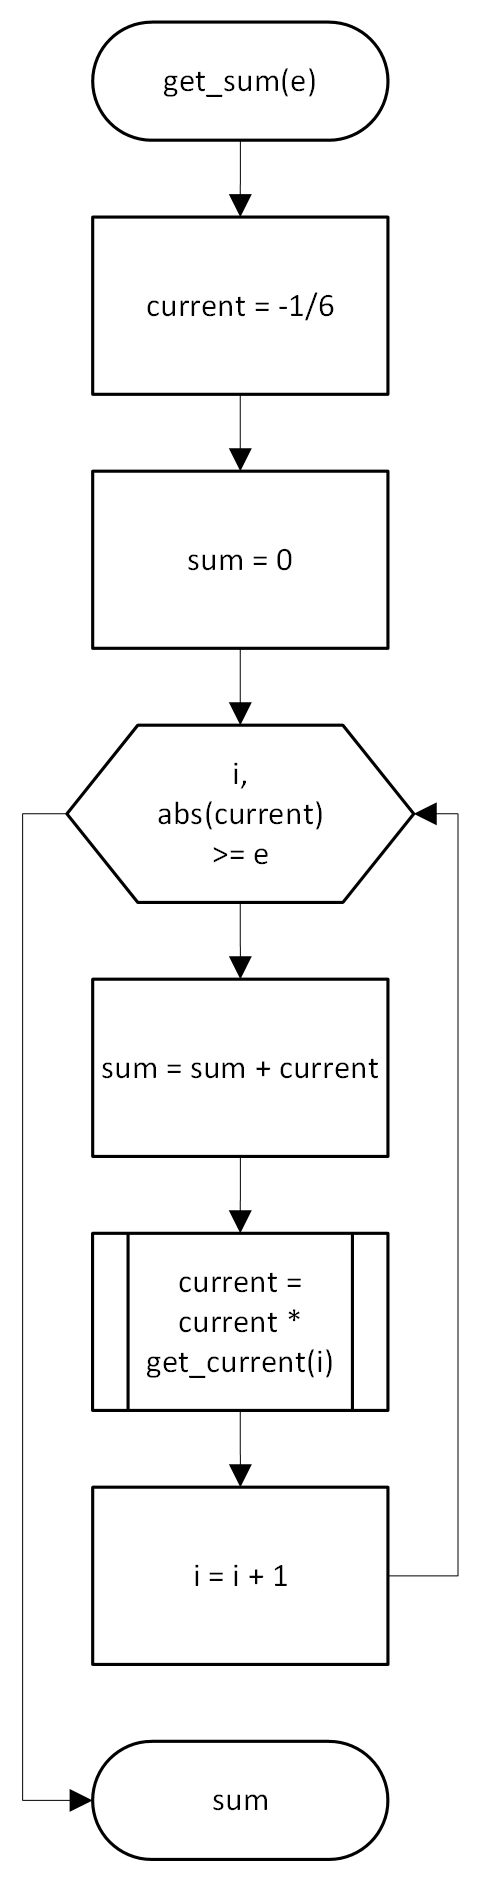 get_sum(e)
current = -1/6
sum = 0
i,
abs(current)
>= e
sum = sum + current
current =
current *
get_current(i)
i = i + 1
sum